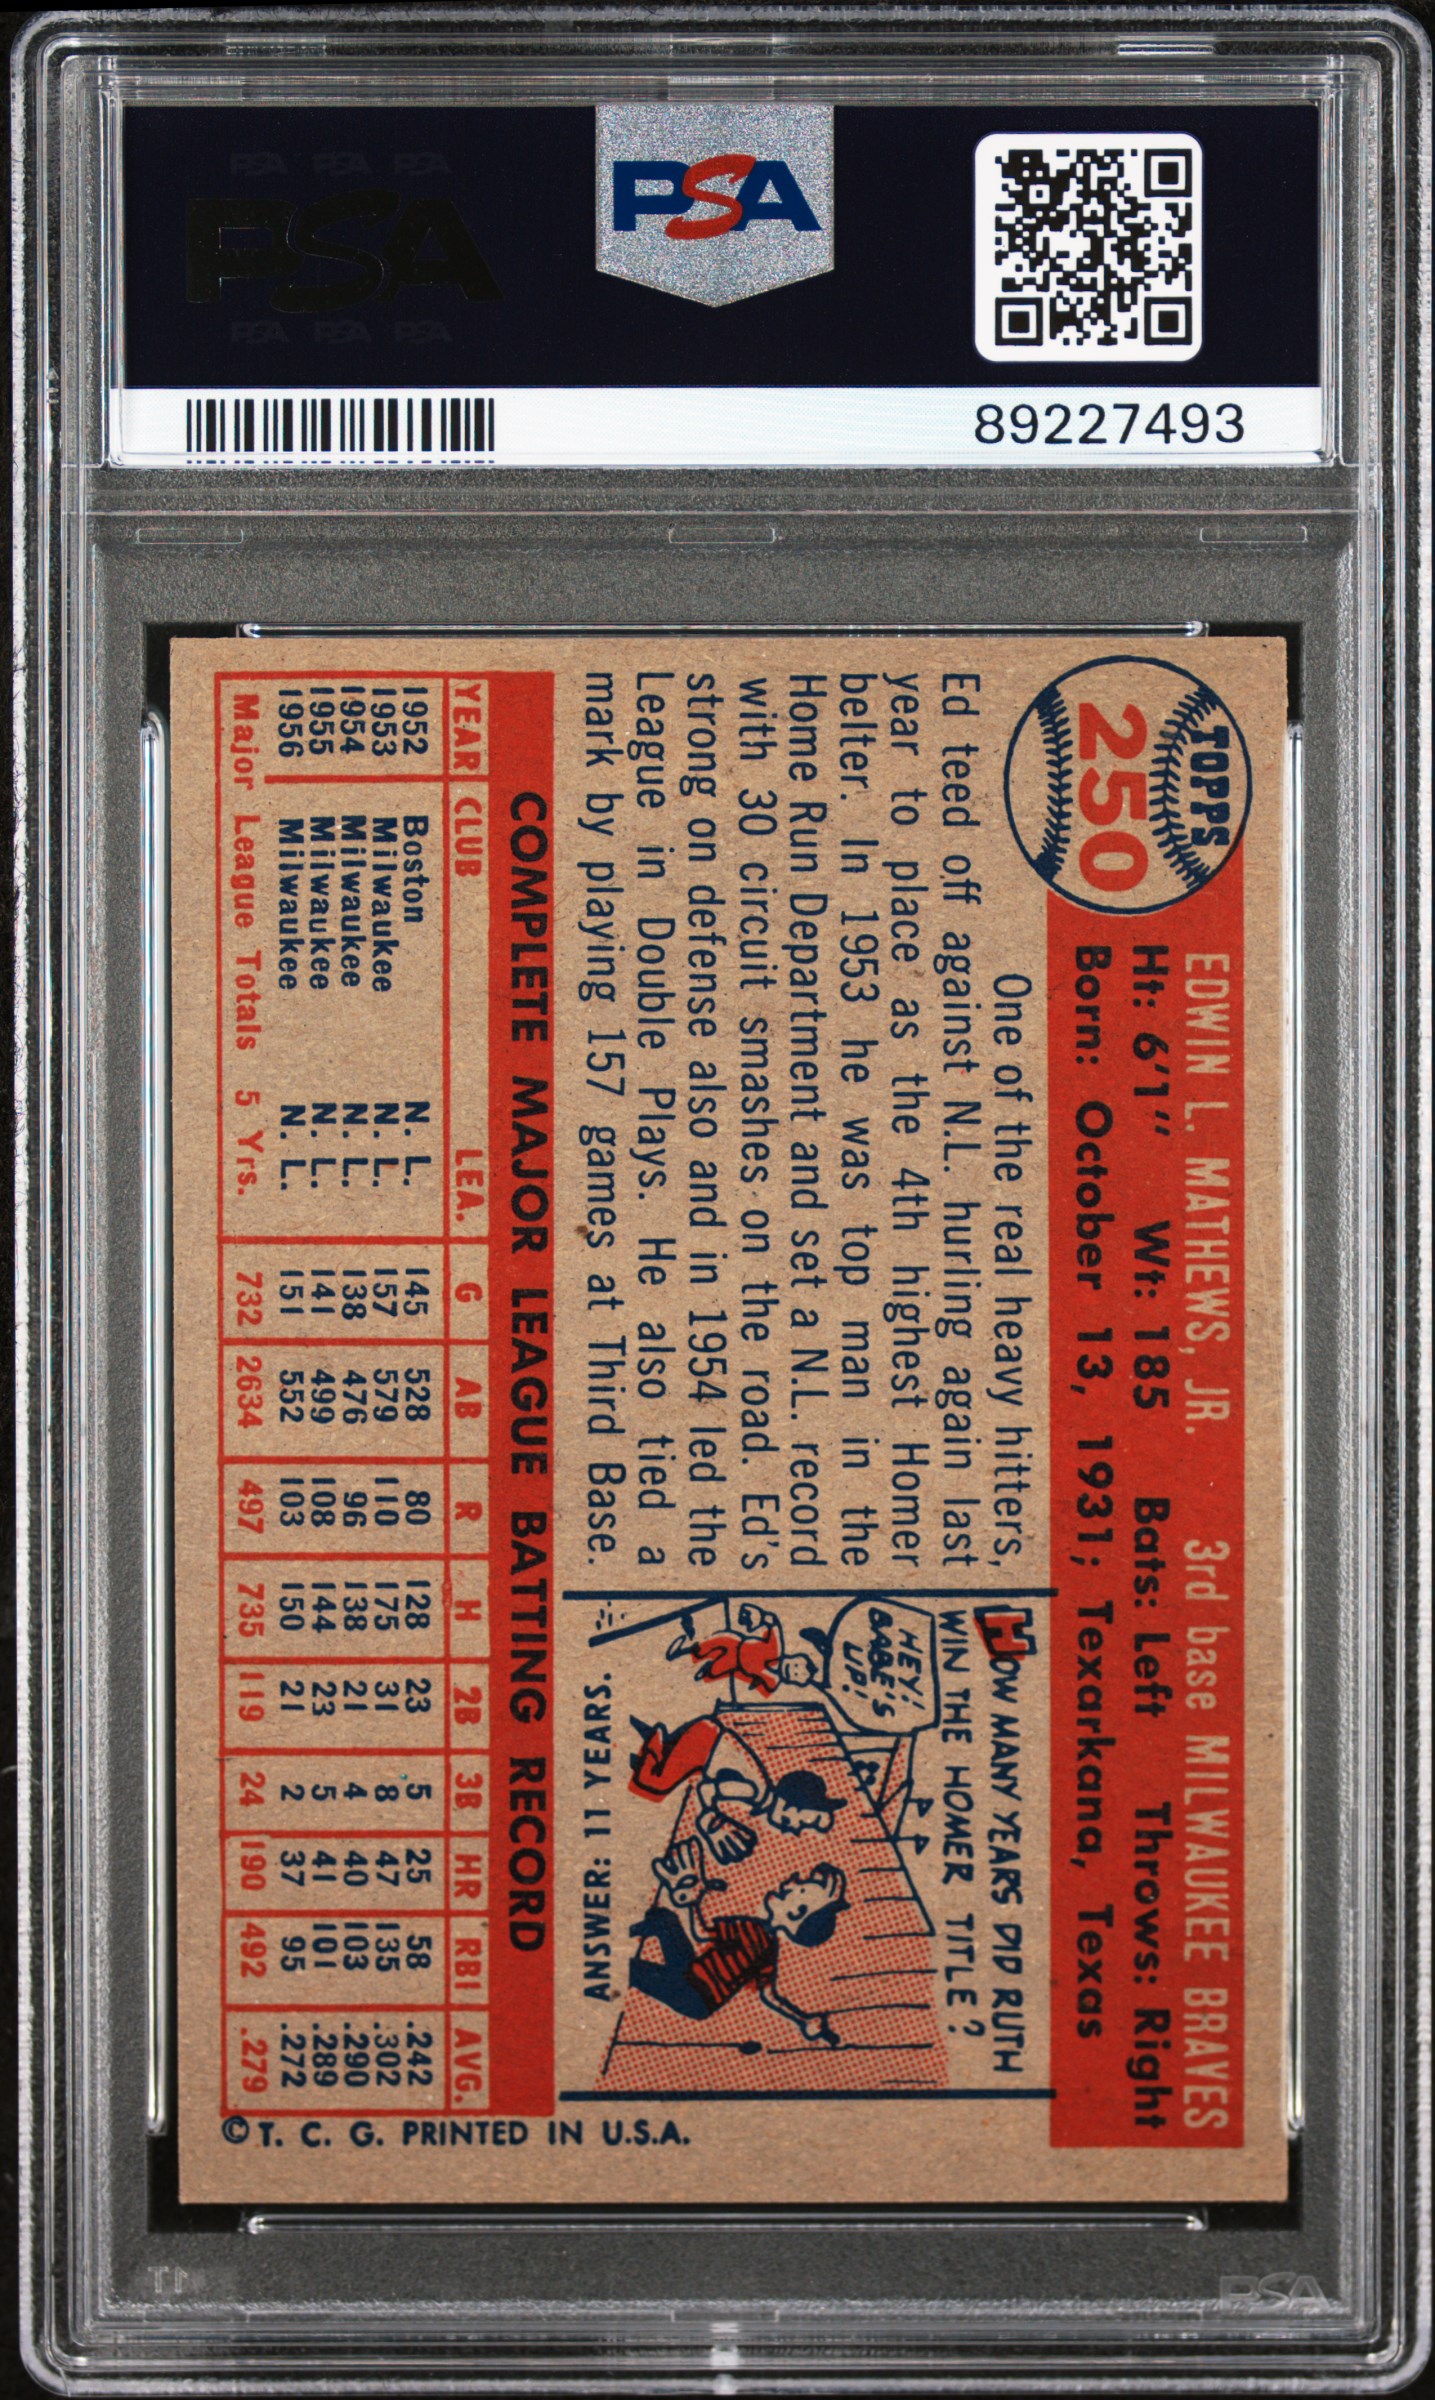 PSA PSA PSA
PSA
PSA PSA PSA
PSA
89227493
TOPPS
250
EDWIN L. MATHEWS, JR. 3rd base MILWAUKEE BRAVES
Ht: 6'1" Wt: 185 Bats: Left Throws: Right
Born: October 13, 1931; Texarkana, Texas
One of the real heavy hitters,
Ed teed off against N.L. hurling again last
year to place as the 4th highest Homer
belter. In 1953 he was top man in the
Home Run Department and set a N.L. record
with 30 circuit smashes on the road. Ed's
strong on defense also and in 1954 led the
League in Double Plays. He also tied a
mark by playing 157 games at Third Base.
HOW MANY YEARS DID RUTH
WIN THE HOMER TITLE?
HEY!
BABE'S
UP!
ANSWER: 11 YEARS.
COMPLETE MAJOR LEAGUE BATTING RECORD
YEAR CLUB LEA. G AB R H 2B 3B HR RBI AVG.
1952 Boston N. L. 145 528 80 128 23 5 25 58 .242
1953 Milwaukee N. L. 157 579 110 175 31 8 47 135 .302
1954 Milwaukee N. L. 138 476 96 138 21 4 40 103 .290
1955 Milwaukee N. L. 141 499 108 144 23 5 41 101 .289
1956 Milwaukee N. L. 151 552 103 150 21 2 37 95 .272
Major League Totals 5 Yrs. 732 2634 497 735 119 24 190 492 .279
© T. C. G. PRINTED IN U.S.A.
PSA